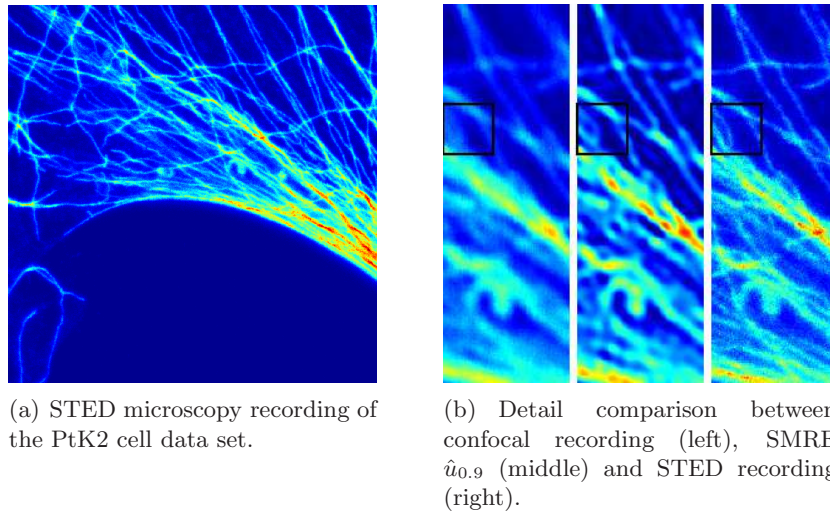 (a) STED microscopy recording of
the PtK2 cell data set.
(b) Detail comparison between
confocal recording (left), SMRE
û0.9 (middle) and STED recording
(right).